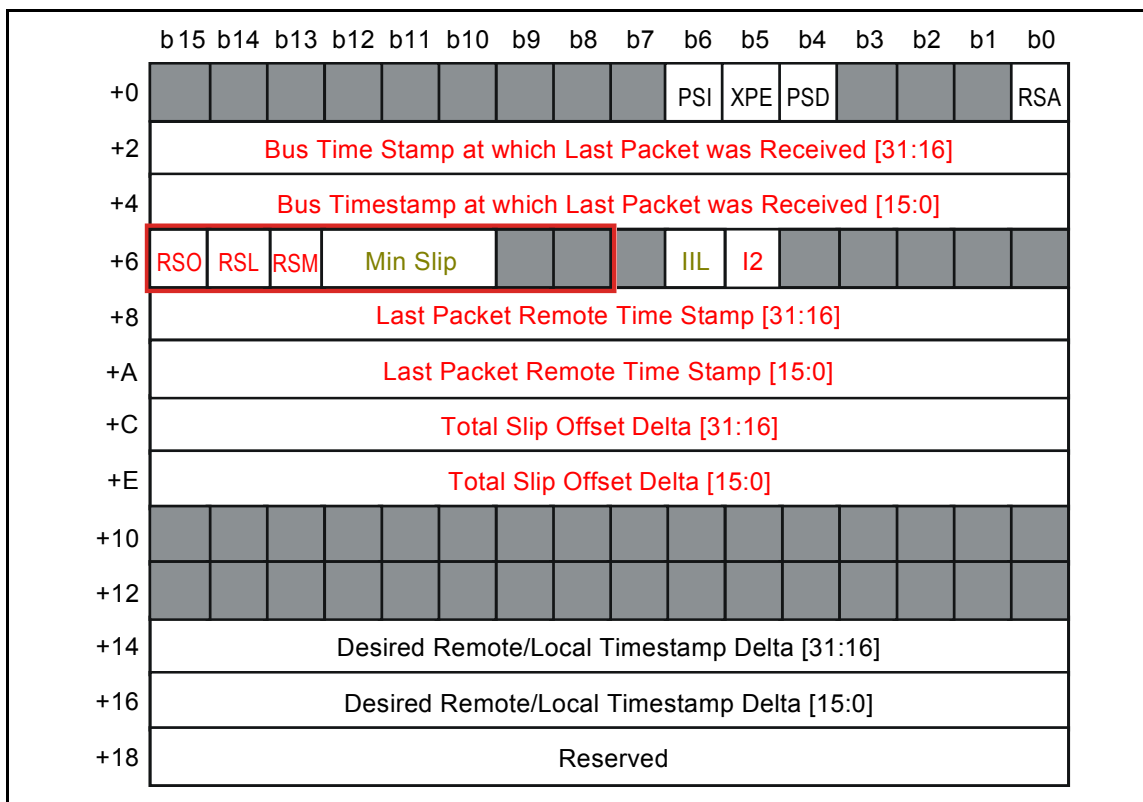 b15 b14 b13 b12 b11 b10 b9 b8 b7 b6 b5 b4 b3 b2 b1 b0
+0 PSI XPE PSD RSA
+2 Bus Time Stamp at which Last Packet was Received [31:16]
+4 Bus Timestamp at which Last Packet was Received [15:0]
+6 RSO RSL RSM Min Slip IIL I2
+8 Last Packet Remote Time Stamp [31:16]
+A Last Packet Remote Time Stamp [15:0]
+C Total Slip Offset Delta [31:16]
+E Total Slip Offset Delta [15:0]
+10
+12
+14 Desired Remote/Local Timestamp Delta [31:16]
+16 Desired Remote/Local Timestamp Delta [15:0]
+18 Reserved